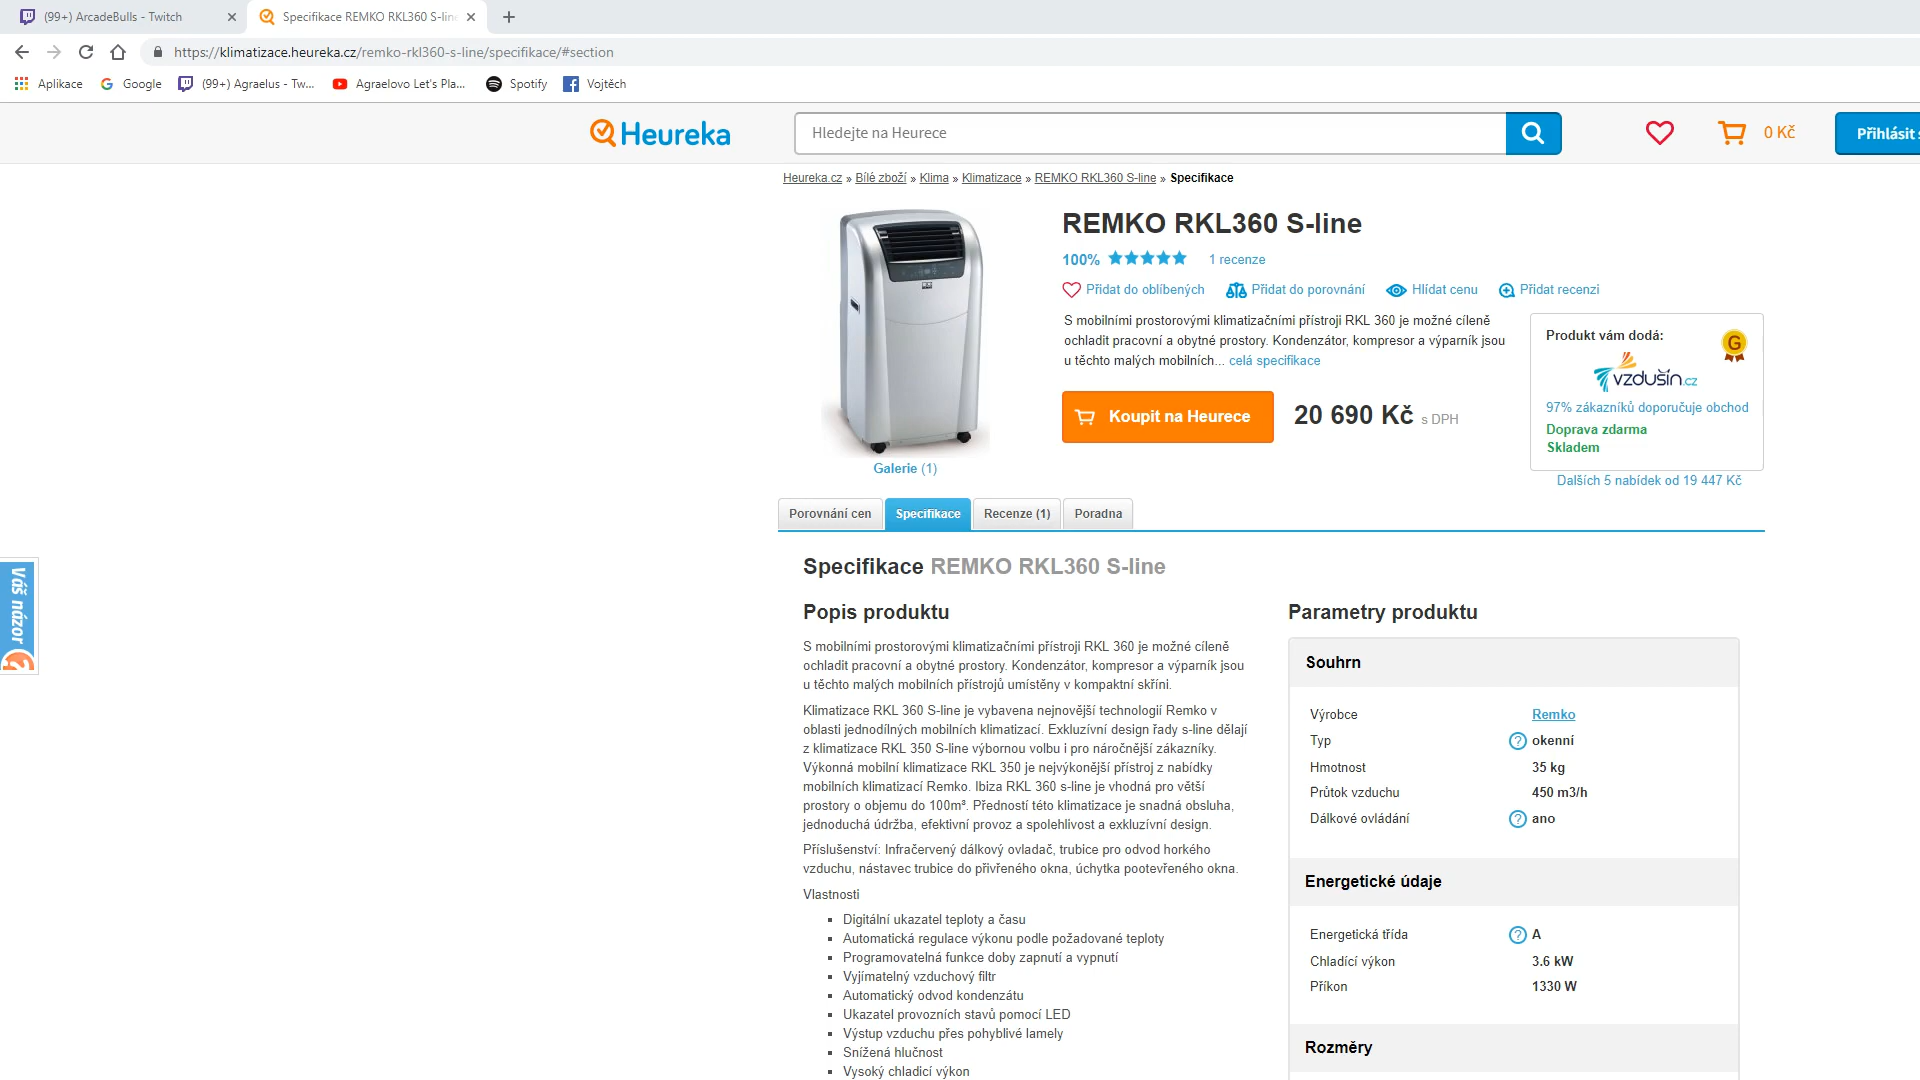 (99+) ArcadeBulls - Twitch
Specifikace REMKO RKL360 S-line
https://klimatizace.heureka.cz/remko-rkl360-s-line/specifikace/#section
Aplikace
Google
(99+) Agraelus - Tw...
Agraelovo Let's Pla...
Spotify
Vojtěch
Heureka
Hledejte na Heurece
0 Kč
Přihlásit s
Heureka.cz » Bílé zboží » Klima » Klimatizace » REMKO RKL360 S-line » Specifikace
REMKO RKL360 S-line
100%
1 recenze
Přidat do oblíbených
Přidat do porovnání
Hlídat cenu
Přidat recenzi
S mobilními prostorovými klimatizačními přístroji RKL 360 je možné cíleně
ochladit pracovní a obytné prostory. Kondenzátor, kompresor a výparník jsou
u těchto malých mobilních... celá specifikace
Koupit na Heurece
20 690 Kč s DPH
Produkt vám dodá:
G
vzdušín.cz
97% zákazníků doporučuje obchod
Doprava zdarma
Skladem
Dalších 5 nabídek od 19 447 Kč
Galerie (1)
Porovnání cen
Specifikace
Recenze (1)
Poradna
Váš názor
Specifikace REMKO RKL360 S-line
Popis produktu
S mobilními prostorovými klimatizačními přístroji RKL 360 je možné cíleně
ochladit pracovní a obytné prostory. Kondenzátor, kompresor a výparník jsou
u těchto malých mobilních přístrojů umístěny v kompaktní skříni.
Klimatizace RKL 360 S-line je vybavena nejnovější technologií Remko v
oblasti jednodílných mobilních klimatizací. Exkluzívní design řady s-line dělají
z klimatizace RKL 350 S-line výbornou volbu i pro náročnější zákazníky.
Výkonná mobilní klimatizace RKL 350 je nejvýkonější přístroj z nabídky
mobilních klimatizací Remko. Ibiza RKL 360 s-line je vhodná pro větší
prostory o objemu do 100m³. Předností této klimatizace je snadná obsluha,
jednoduchá údržba, efektivní provoz a spolehlivost a exkluzívní design.
Příslušenství: Infračervený dálkový ovladač, trubice pro odvod horkého
vzduchu, nástavec trubice do přivřeného okna, úchytka pootevřeného okna.
Vlastnosti
Digitální ukazatel teploty a času
Automatická regulace výkonu podle požadované teploty
Programovatelná funkce doby zapnutí a vypnutí
Vyjímatelný vzduchový filtr
Automatický odvod kondenzátu
Ukazatel provozních stavů pomocí LED
Výstup vzduchu přes pohyblivé lamely
Snížená hlučnost
Vysoký chladicí výkon
Parametry produktu
Souhrn
Výrobce Remko
Typ ? okenní
Hmotnost 35 kg
Průtok vzduchu 450 m3/h
Dálkové ovládání ? ano
Energetické údaje
Energetická třída ? A
Chladící výkon 3.6 kW
Příkon 1330 W
Rozměry